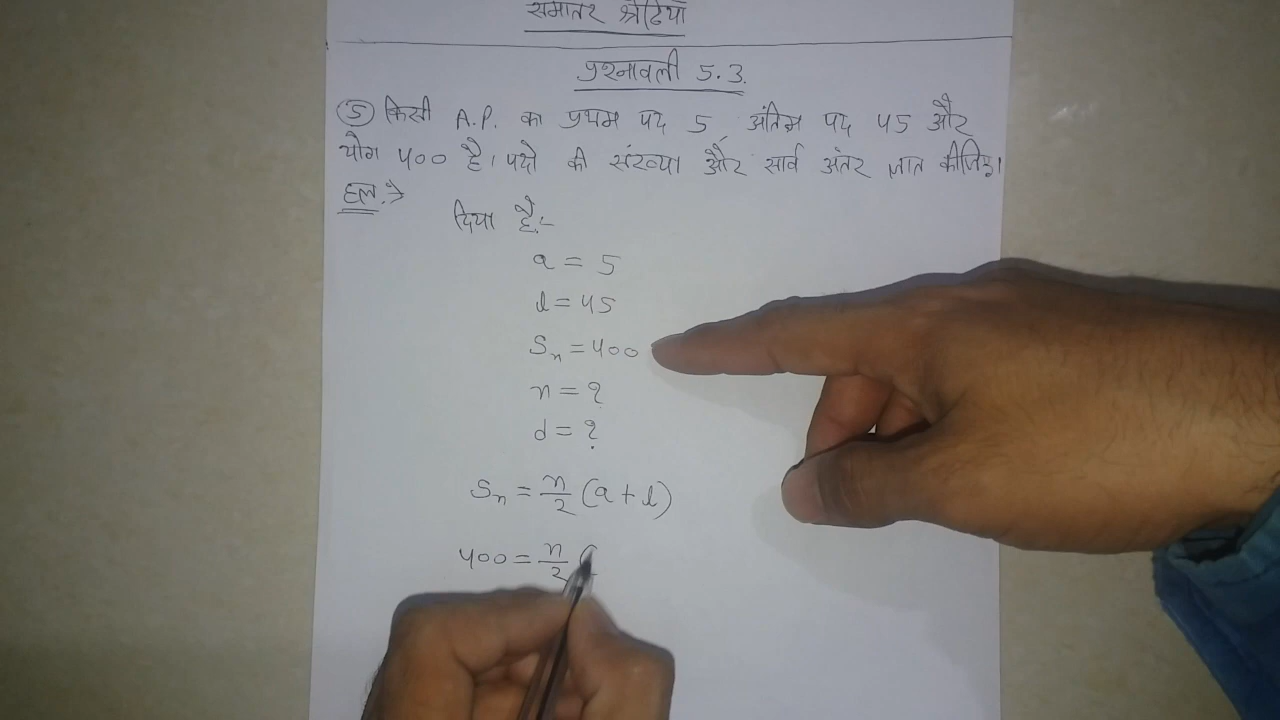 समांतर श्रेढियाँ
प्रश्नावली 5.3.
(5) किसी A.P. का प्रथम पद 5, अंतिम पद 45 और
योग 400 है। पदो की संख्या और सार्व अंतर ज्ञात कीजिए।
हल:->
दिया है:-
a = 5
l = 45
Sn = 400
n = ?
d = ?
Sn = n/2 (a + l)
400 = n/2 (